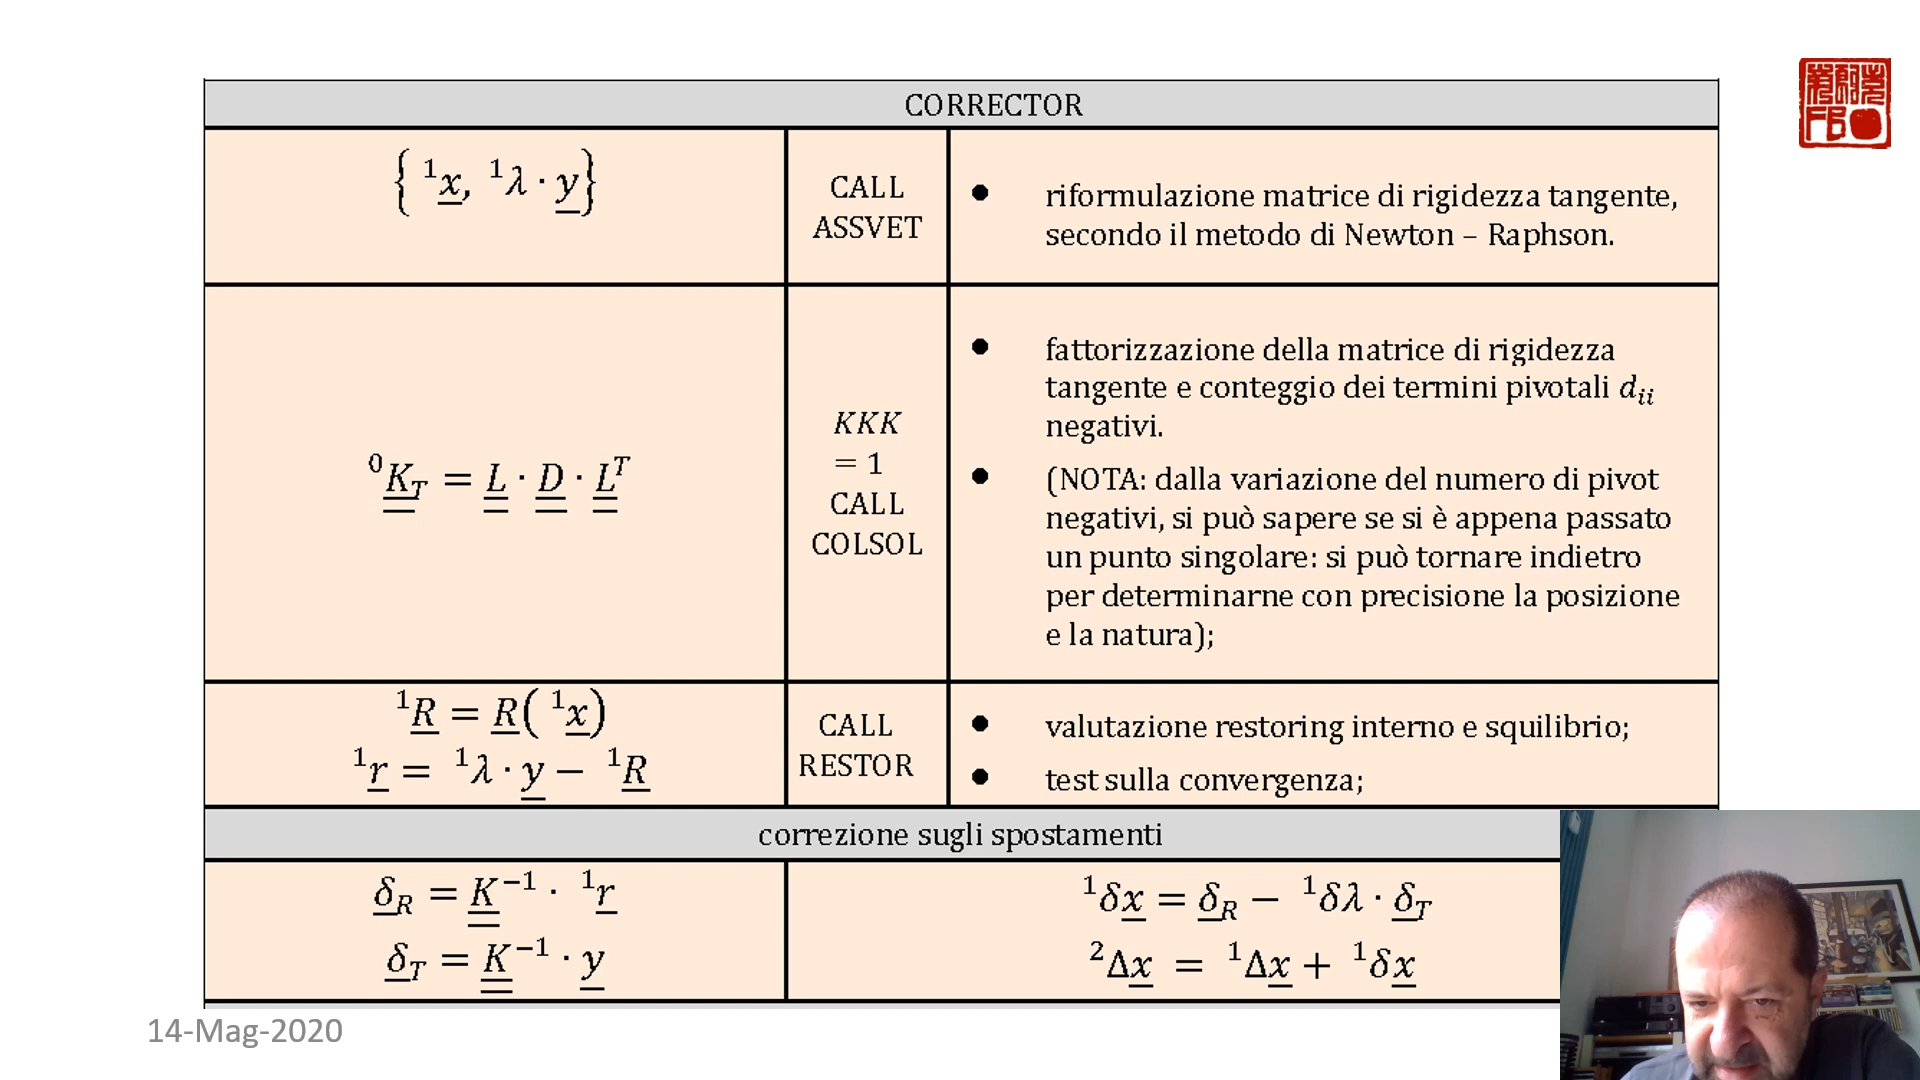 CORRECTOR
{ ¹x, ¹λ · y}
CALL
ASSVET
● riformulazione matrice di rigidezza tangente,
secondo il metodo di Newton – Raphson.
⁰K_T = L · D · L^T
KKK
= 1
CALL
COLSOL
● fattorizzazione della matrice di rigidezza
tangente e conteggio dei termini pivotali d_ii
negativi.
● (NOTA: dalla variazione del numero di pivot
negativi, si può sapere se si è appena passato
un punto singolare: si può tornare indietro
per determinarne con precisione la posizione
e la natura);
¹R = R( ¹x)
¹r = ¹λ · y − ¹R
CALL
RESTOR
● valutazione restoring interno e squilibrio;
● test sulla convergenza;
correzione sugli spostamenti
δ_R = K⁻¹ · ¹r
δ_T = K⁻¹ · y
¹δx = δ_R − ¹δλ · δ_T
²Δx = ¹Δx + ¹δx
14-Mag-2020